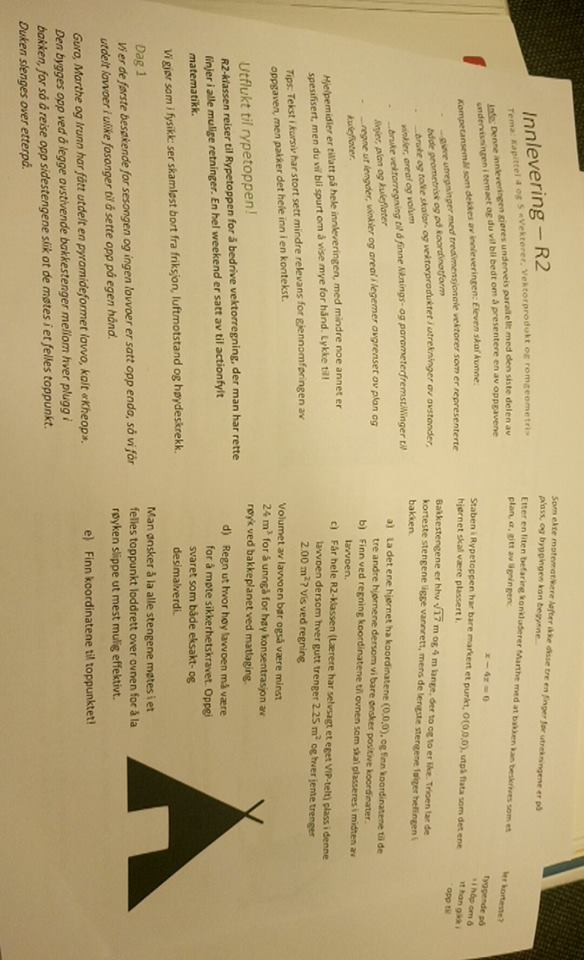 Innlevering – R2
Tema: Kapittel 4 og 5 «Vektorer, Vektorprodukt og romgeometri»
Info: Denne innleveringen gjøres underveis parallelt med den siste delen av
undervisningen i temaet og du vil bli bedt om å presentere en av oppgavene
Kompetansemål som dekkes av innleveringen: Eleven skal kunne:
- ...gjøre utregninger med tredimensjonale vektorer som er representerte
både geometrisk og på koordinatform
- ...bruke og tolke skalar- og vektorproduktet i utrekninger av avstander,
vinkler, areal og volum
- ...bruke vektorregning til å finne liknings- og parameterfremstillinger til
linjer, plan og kuleflater
- ...regne ut lengder, vinkler og areal i legemer avgrenset av plan og
kuleflater.
Hjelpemidler er tillatt på hele innleveringen, med mindre noe annet er
spesifisert, men du vil bli spurt om å vise mye for hånd. Lykke til!
Tips: Tekst i kursiv har stort sett mindre relevans for gjennomføringen av
oppgaven, men pakker det hele inn i en kontekst.
Utflukt til rypetoppen!
R2-klassen reiser til Rypetoppen for å bedrive vektorregning, der man har rette
linjer i alle mulige retninger. En hel weekend er satt av til actionfylt
matematikk.
Vi gjør som i fysikk: ser skamløst bort fra friksjon, luftmotstand og høydeskrekk.
Dag 1
Vi er de første besøkende for sesongen og ingen lavvoer er satt opp enda, så vi får
utdelt lavvoer i ulike fasonger til å sette opp på egen hånd.
Guro, Marthe og Irunn har fått utdelt en pyramideformet lavvo, kalt «Kheop».
Den bygges opp ved å legge avstivende bakkestenger mellom hver plugg i
bakken, for så å reise opp sidestengene slik at de møtes i et felles toppunkt.
Duken slenges over etterpå.
Som ekte matematikere løfter ikke disse tre en finger før utrekningene er på
plass, og byggingen kan begynne...
Etter en liten befaring konkluderer Marthe med at bakken kan beskrives som et
plan, α, gitt av ligningen:
x − 4z = 0
Staben i Rypetoppen har bare markert et punkt, O(0,0,0), utpå flata som det ene
hjørnet skal være plassert i.
Bakkestengene er hhv √17 m og 4 m lange, der to og to er like. Trioen lar de
korteste stengene ligge vannrett, mens de lengste stengene følger hellingen i
bakken.
a) La det ene hjørnet ha koordinatene (0,0,0), og finn koordinatene til de
tre andre hjørnene dersom vi bare ønsker positive koordinater.
b) Finn ved regning koordinatene til ovnen som skal plasseres i midten av
lavvoen.
c) Får hele R2-klassen (Lærere har selvsagt et eget VIP-telt) plass i denne
lavvoen dersom hver gutt trenger 2.25 m² og hver jente trenger
2.00 m²? Vis ved regning
Volumet av lavvoen bør også være minst
24 m³ for å unngå for høy konsentrasjon av
røyk ved bakkeplanet ved matlaging.
d) Regn ut hvor høy lavvoen må være
for å møte sikkerhetskravet. Oppgi
svaret som både eksakt- og
desimalverdi.
Man ønsker å la alle stengene møtes i et
felles toppunkt loddrett over ovnen for å la
røyken slippe ut mest mulig effektivt.
e) Finn koordinatene til toppunktet!
korteste?
på
i håp om å
han gikk i
opp til